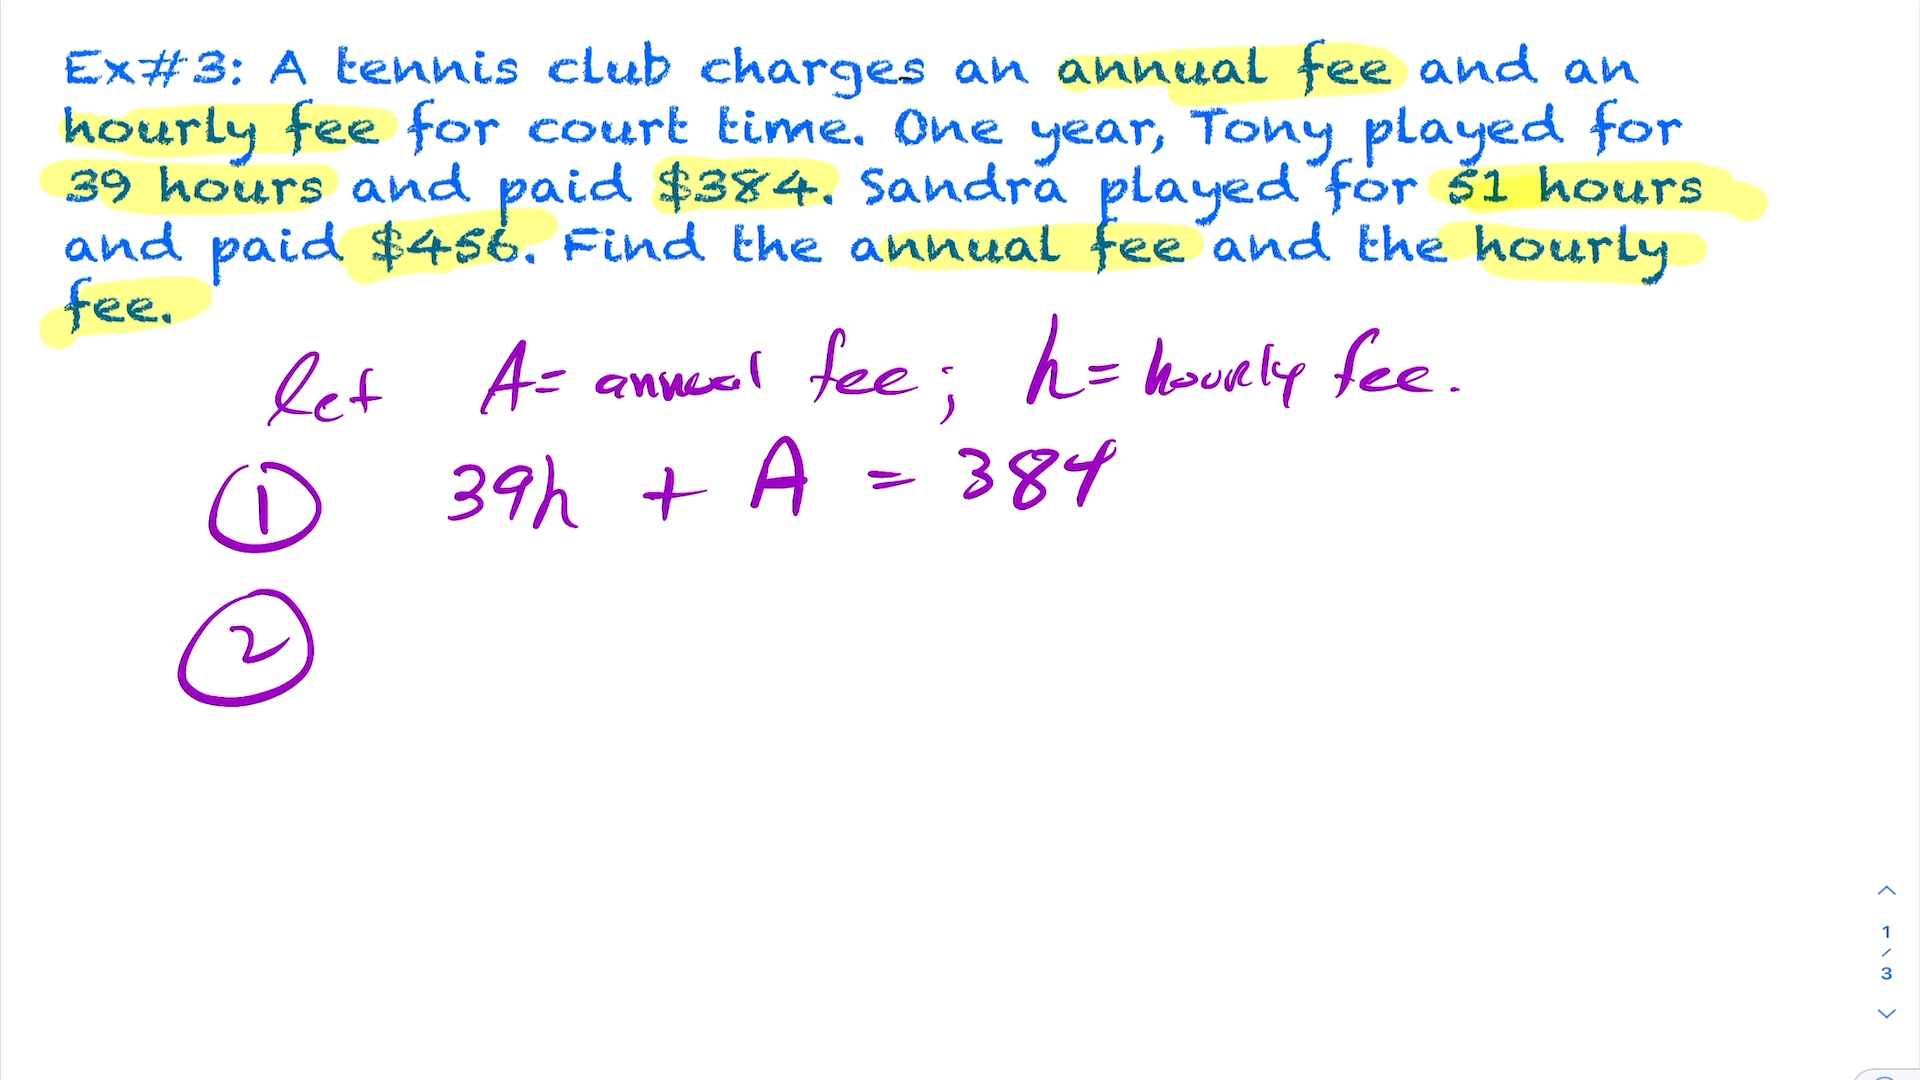 Ex#3: A tennis club charges an annual fee and an
hourly fee for court time. One year, Tony played for
39 hours and paid $384. Sandra played for 51 hours
and paid $456. Find the annual fee and the hourly
fee.
let A= annual fee; h= hourly fee.
① 39h + A = 384
②
1
/
3